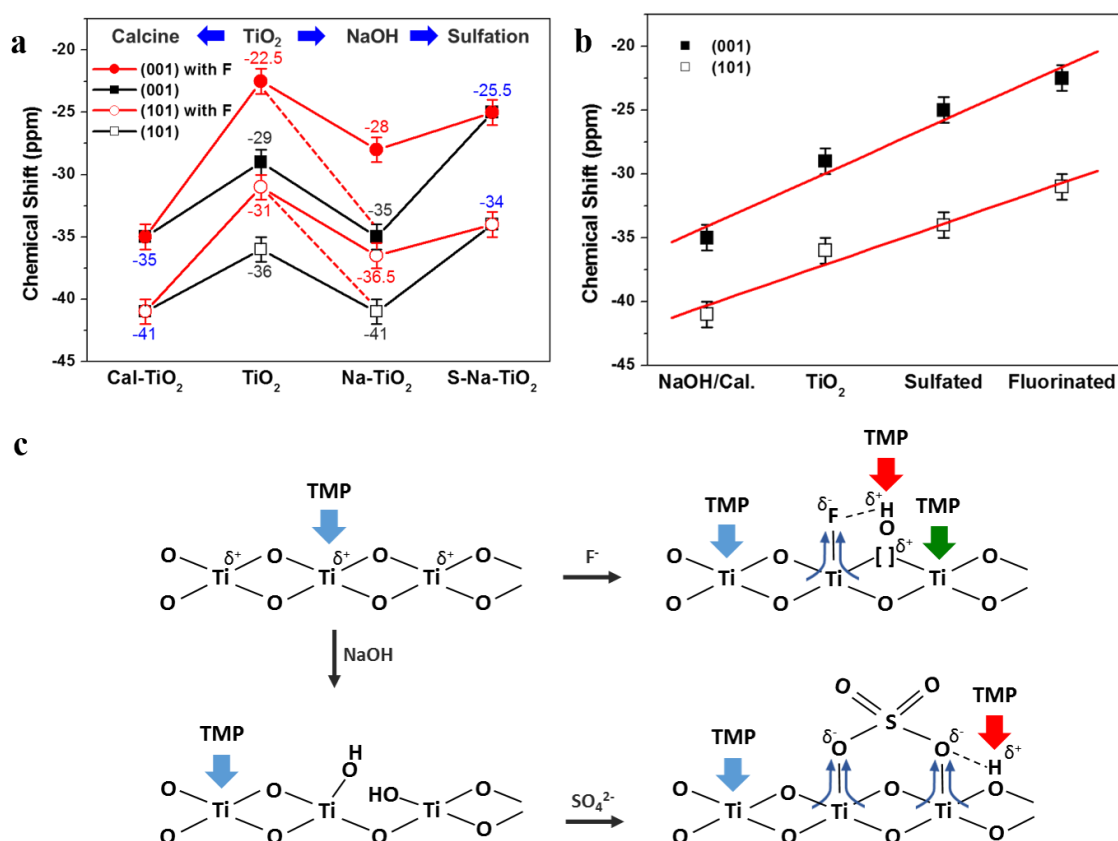 a
Calcine TiO₂ NaOH Sulfation
-20
-25
-30
-35
-40
-45
Chemical Shift (ppm)
(001) with F
(001)
(101) with F
(101)
-22.5
-25.5
-28
-29
-31
-34
-35
-35
-36
-36.5
-41
-41
Cal-TiO₂ TiO₂ Na-TiO₂ S-Na-TiO₂
b
-20
-25
-30
-35
-40
-45
Chemical Shift (ppm)
(001)
(101)
NaOH/Cal. TiO₂ Sulfated Fluorinated
c
TMP
O δ⁺ O δ⁺ O δ⁺ O
Ti Ti Ti
O O O O
F⁻
TMP
TMP TMP
δ⁻ δ⁺
F H
O
O O [ ] δ⁺ O
Ti Ti Ti
O O O O
NaOH
TMP
H
O
O O HO O
Ti Ti Ti
O O O O
SO₄²⁻
O O
S
TMP TMP
δ⁻ δ⁻ δ⁺
O O H
O O O O
Ti Ti Ti
O O O O